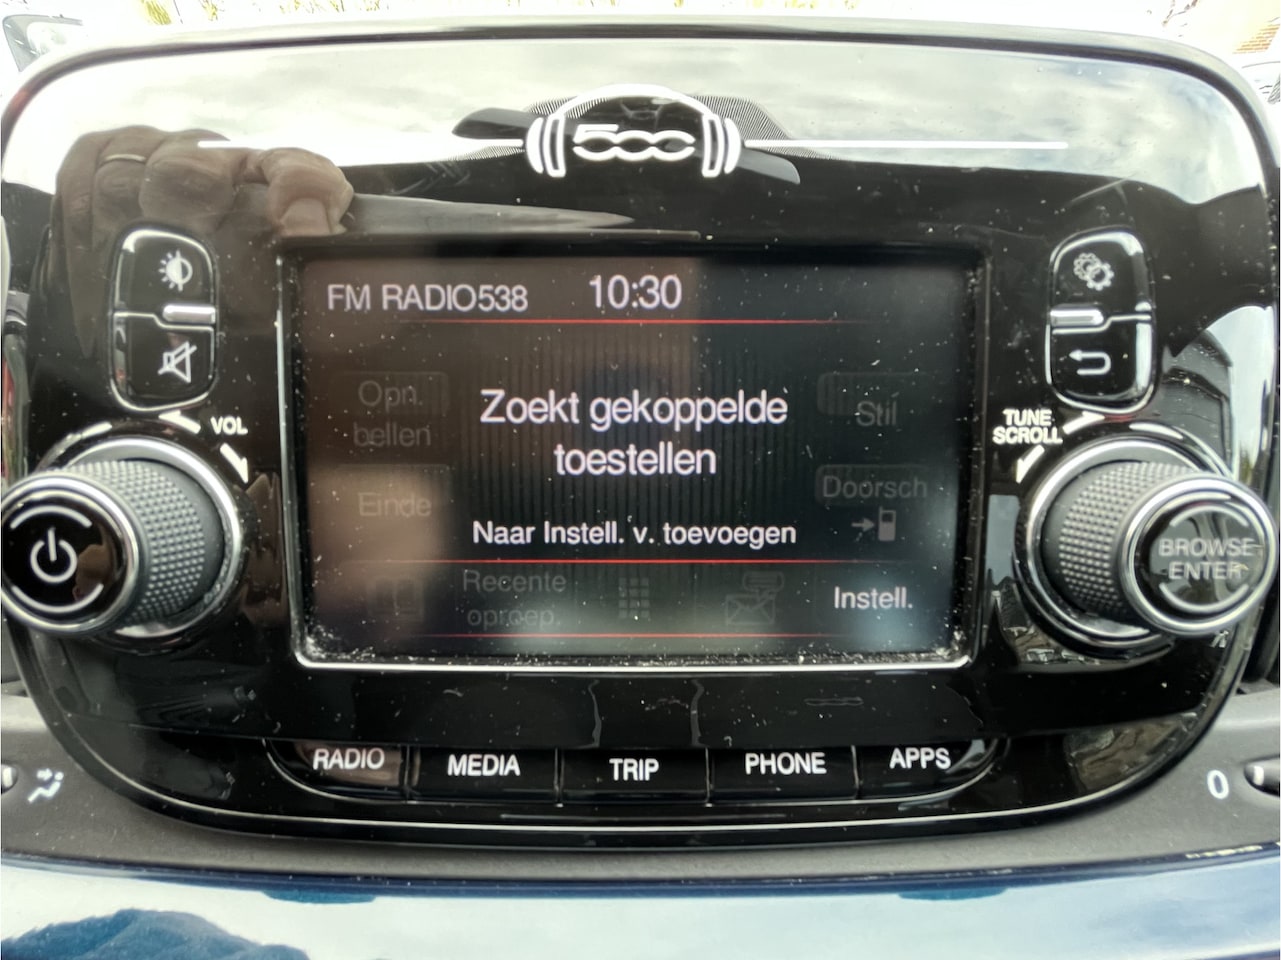 500
FM RADIO538 10:30
Opn.
bellen
Zoekt gekoppelde
toestellen
Stil
Einde
Doorsch
Naar Instell. v. toevoegen
Recente
oproep.
Instell.
VOL
TUNE
SCROLL
BROWSE
ENTER
RADIO MEDIA TRIP PHONE APPS
0